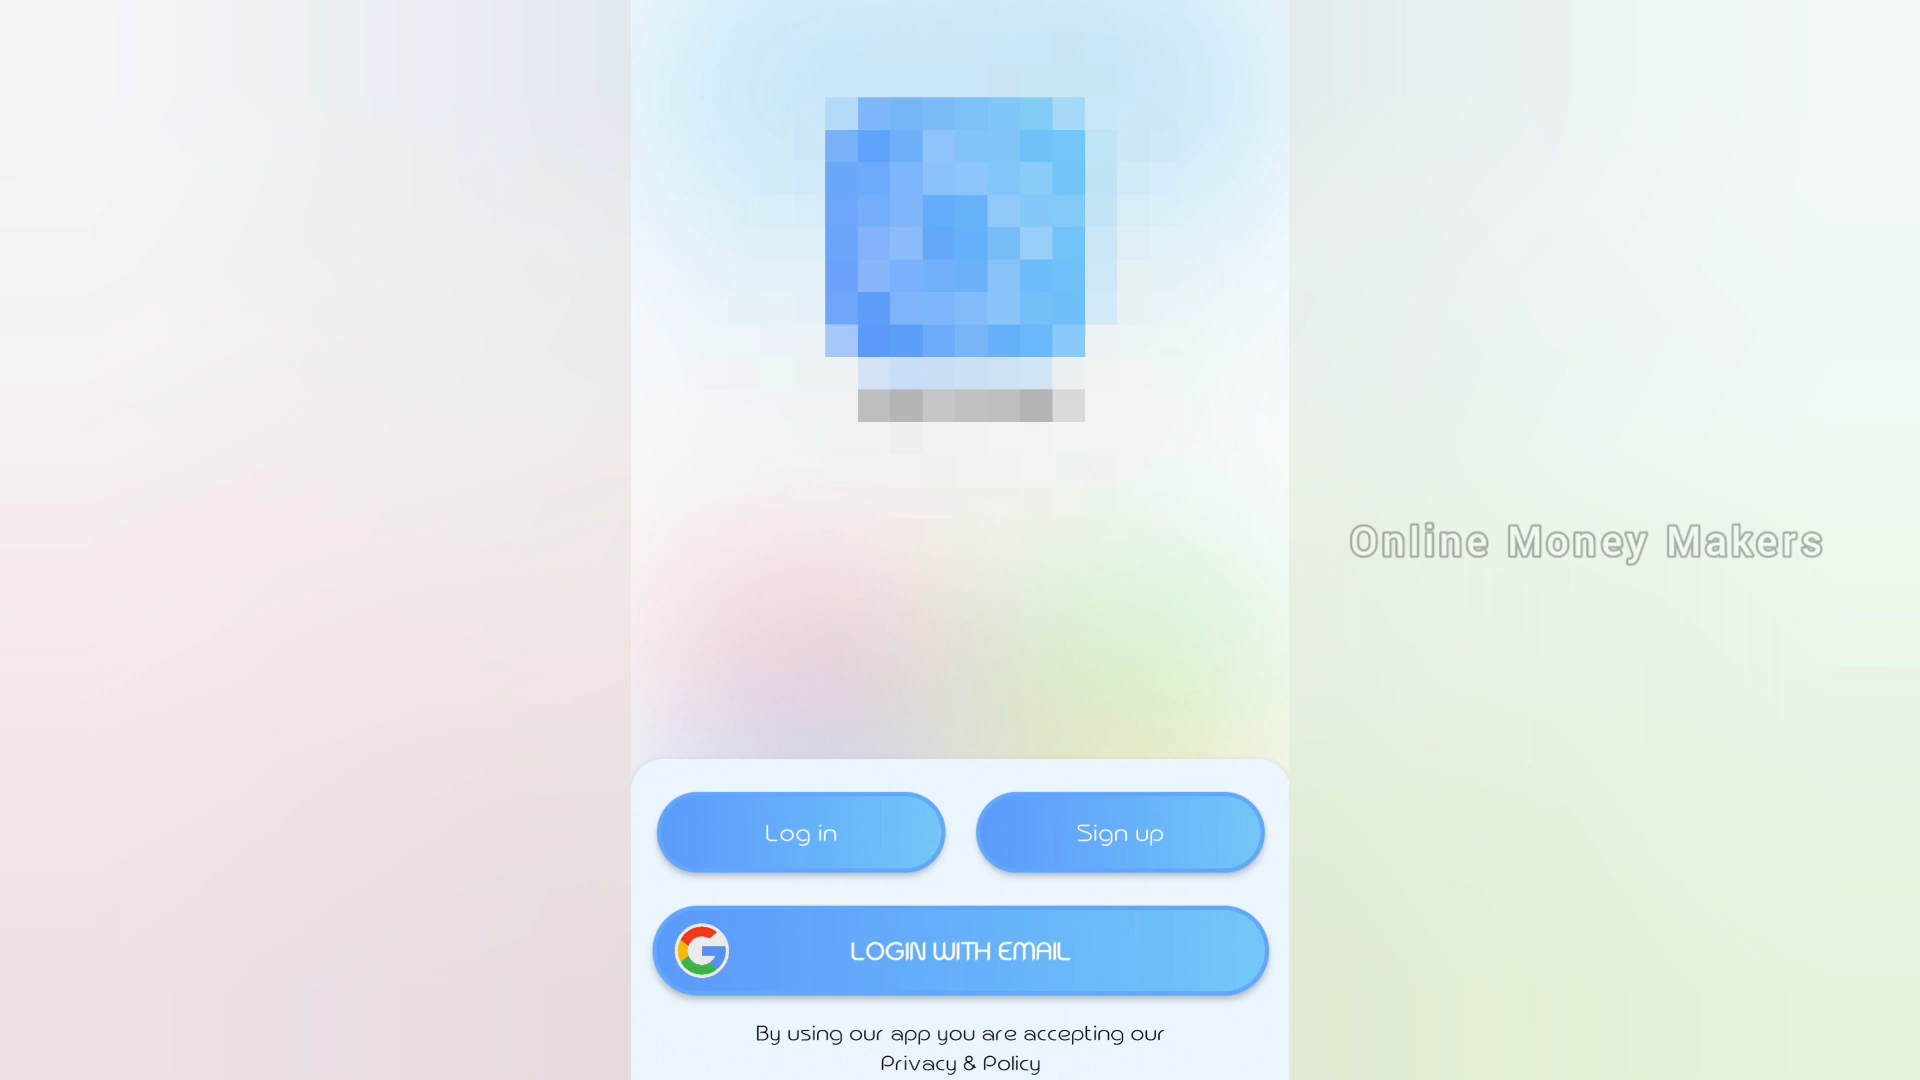 Online Money Makers
Log in
Sign up
LOGIN WITH EMAIL
By using our app you are accepting our
Privacy & Policy